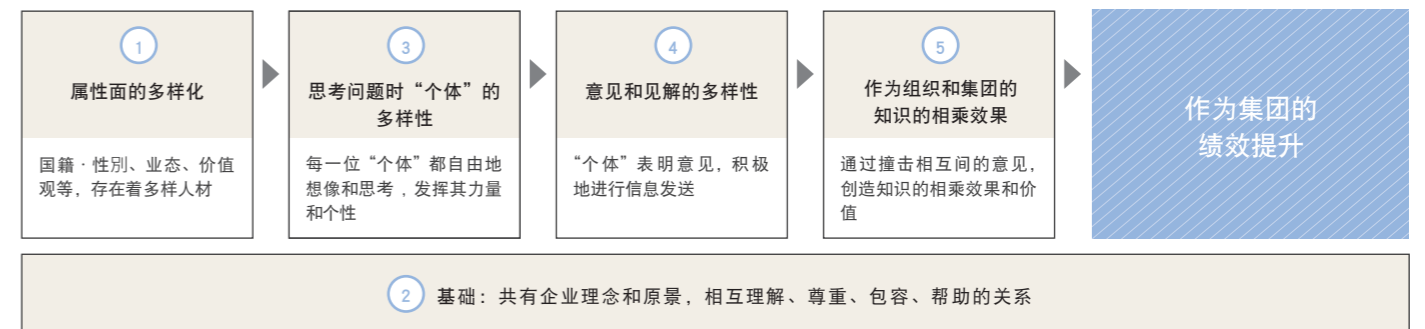 1
属性面的多样化
国籍·性别、业态、价值
观等，存在着多样人材
3
思考问题时“个体”的
多样性
每一位“个体”都自由地
想像和思考，发挥其力量
和个性
4
意见和见解的多样性
“个体”表明意见，积极
地进行信息发送
5
作为组织和集团的
知识的相乘效果
通过撞击相互间的意见，
创造知识的相乘效果和价
值
作为集团的
绩效提升
2 基础：共有企业理念和原景，相互理解、尊重、包容、帮助的关系